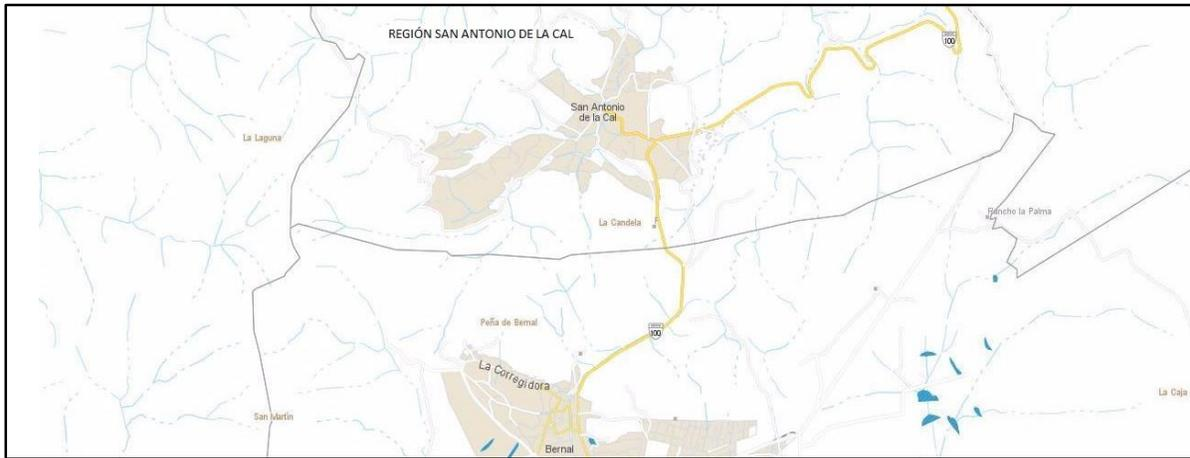 REGIÓN SAN ANTONIO DE LA CAL
100
San Antonio
de la Cal
La Laguna
Rancho la Palma
La Candela
Peña de Bernal
100
La Corregidora
La Caja
San Martín
Bernal